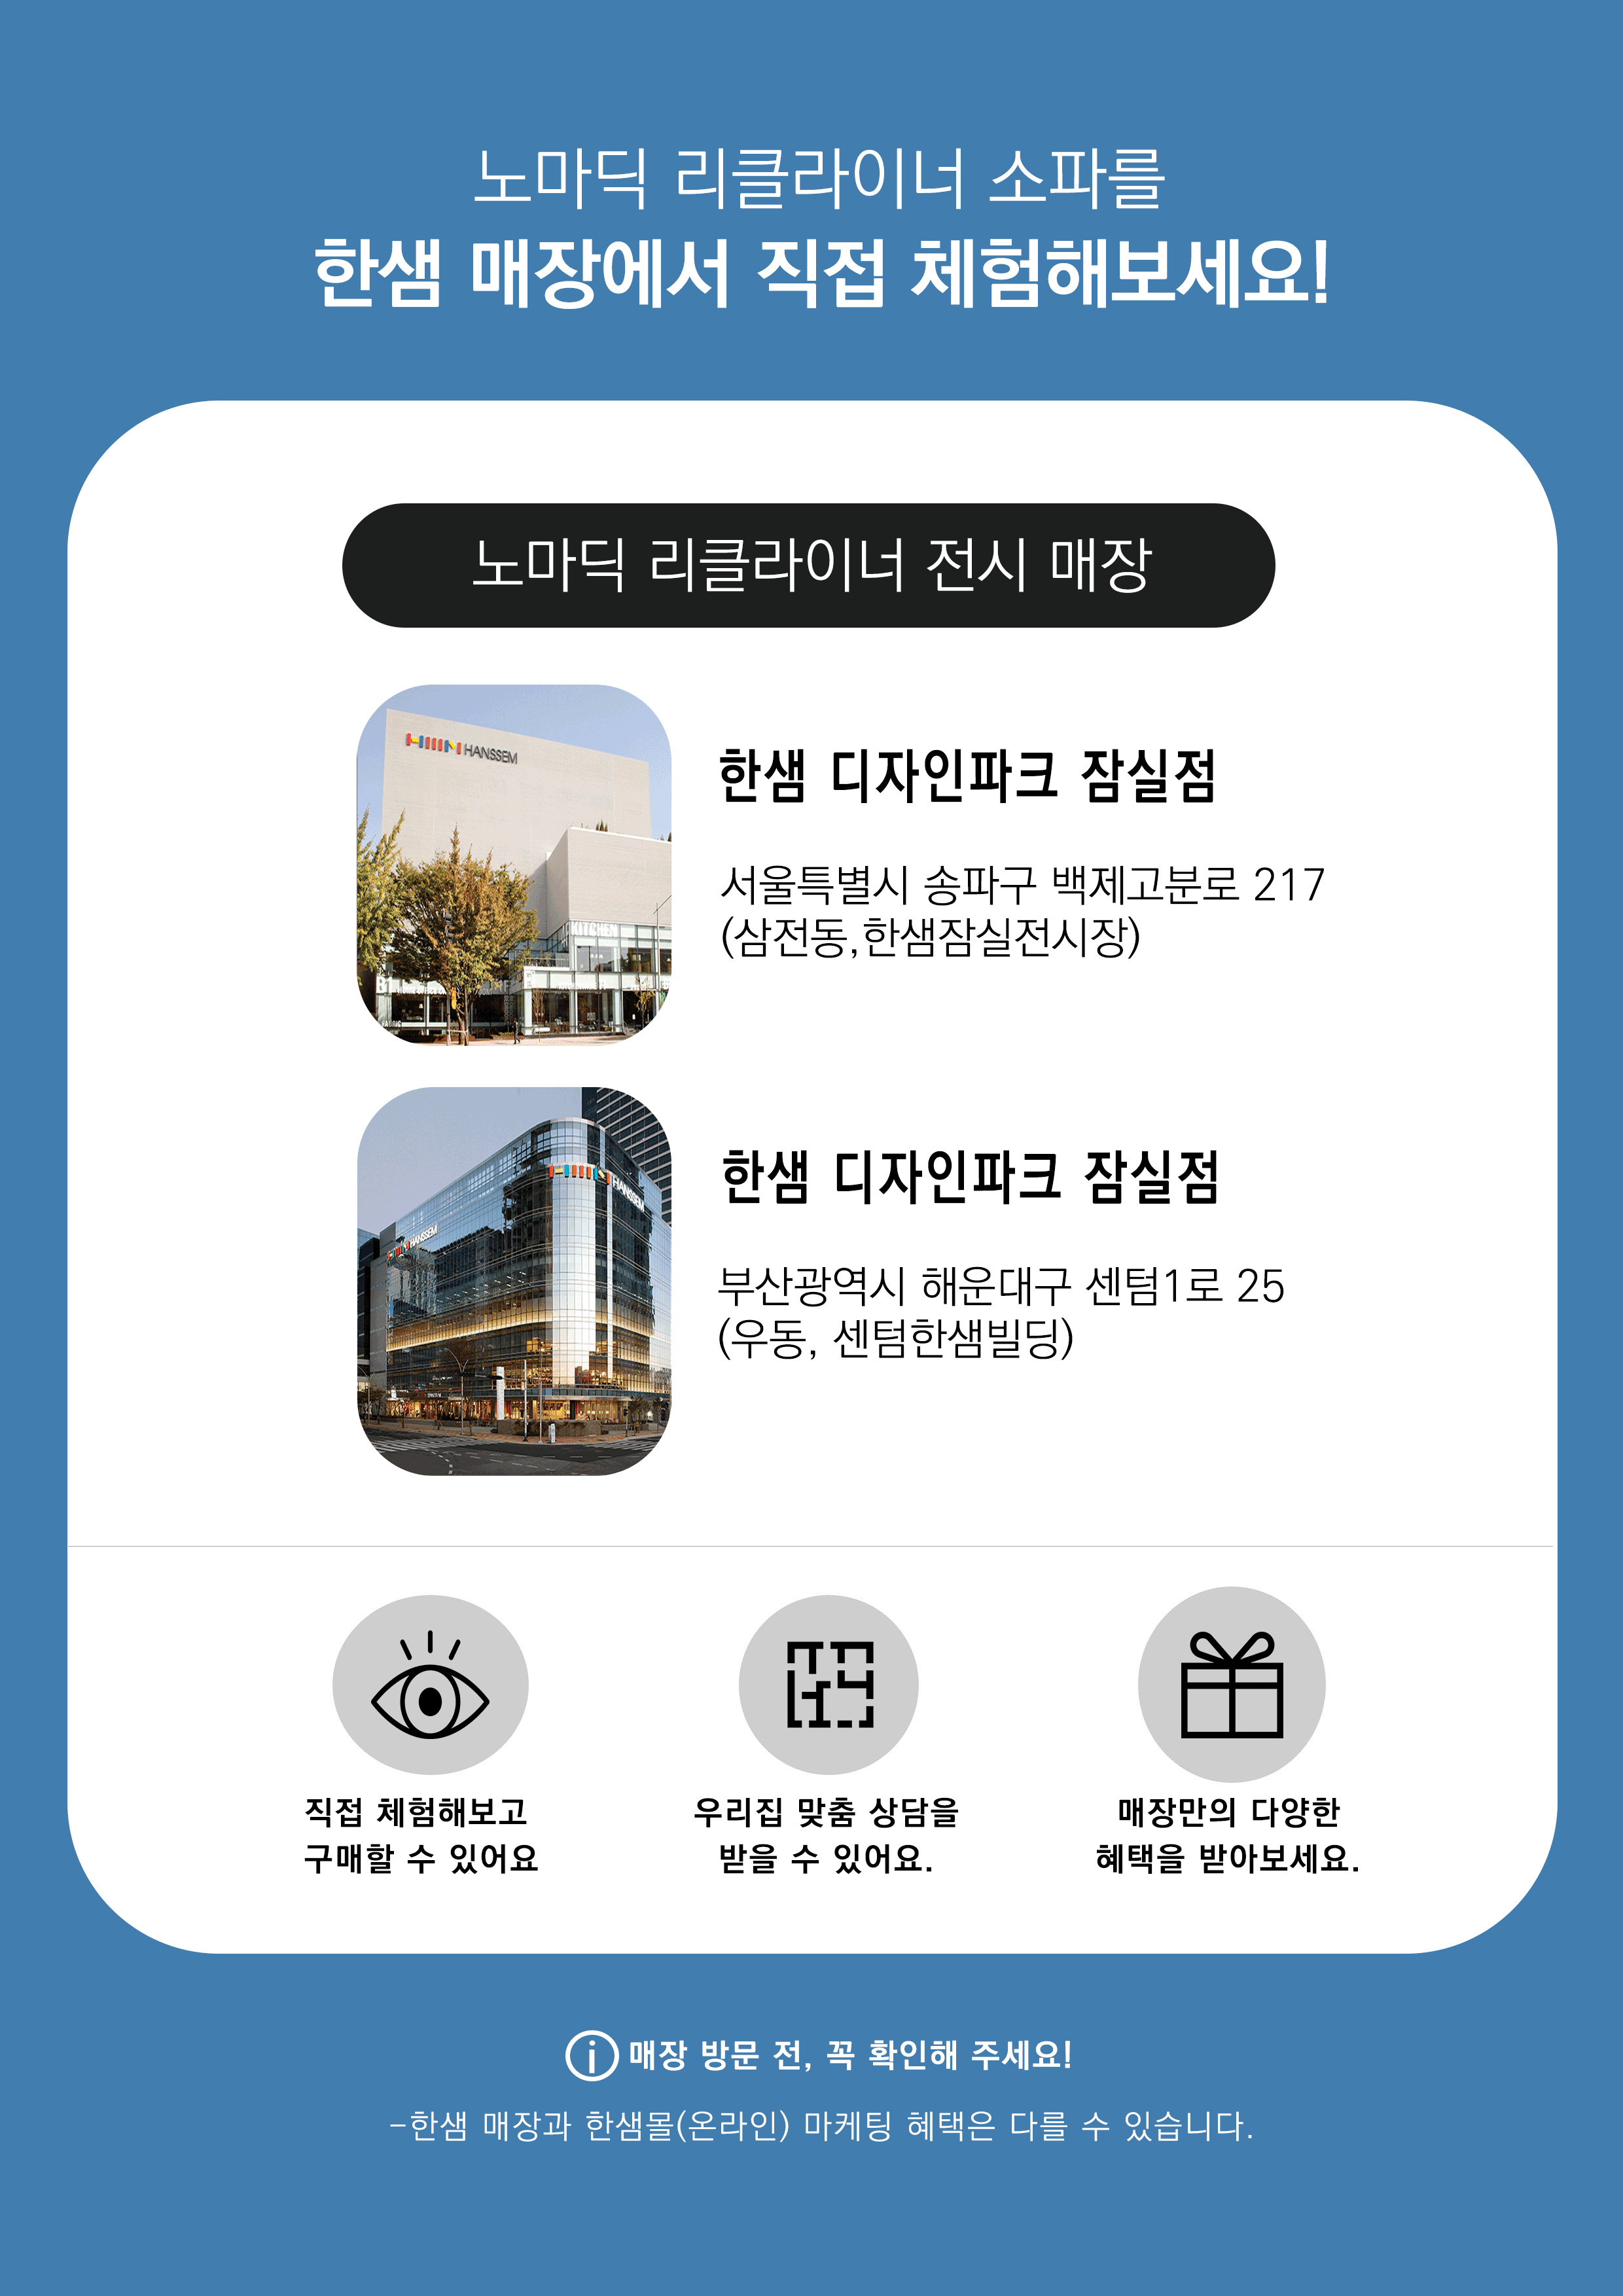 노마딕 리클라이너 소파를
한샘 매장에서 직접 체험해보세요!
노마딕 리클라이너 전시 매장
HANSSEM
KITCHEN
한샘 디자인파크 잠실점
서울특별시 송파구 백제고분로 217
(삼전동,한샘잠실전시장)
HANSSEM
HANSSEM
한샘 디자인파크 잠실점
부산광역시 해운대구 센텀1로 25
(우동, 센텀한샘빌딩)
직접 체험해보고
구매할 수 있어요
우리집 맞춤 상담을
받을 수 있어요.
매장만의 다양한
혜택을 받아보세요.
i 매장 방문 전, 꼭 확인해 주세요!
-한샘 매장과 한샘몰(온라인) 마케팅 혜택은 다를 수 있습니다.